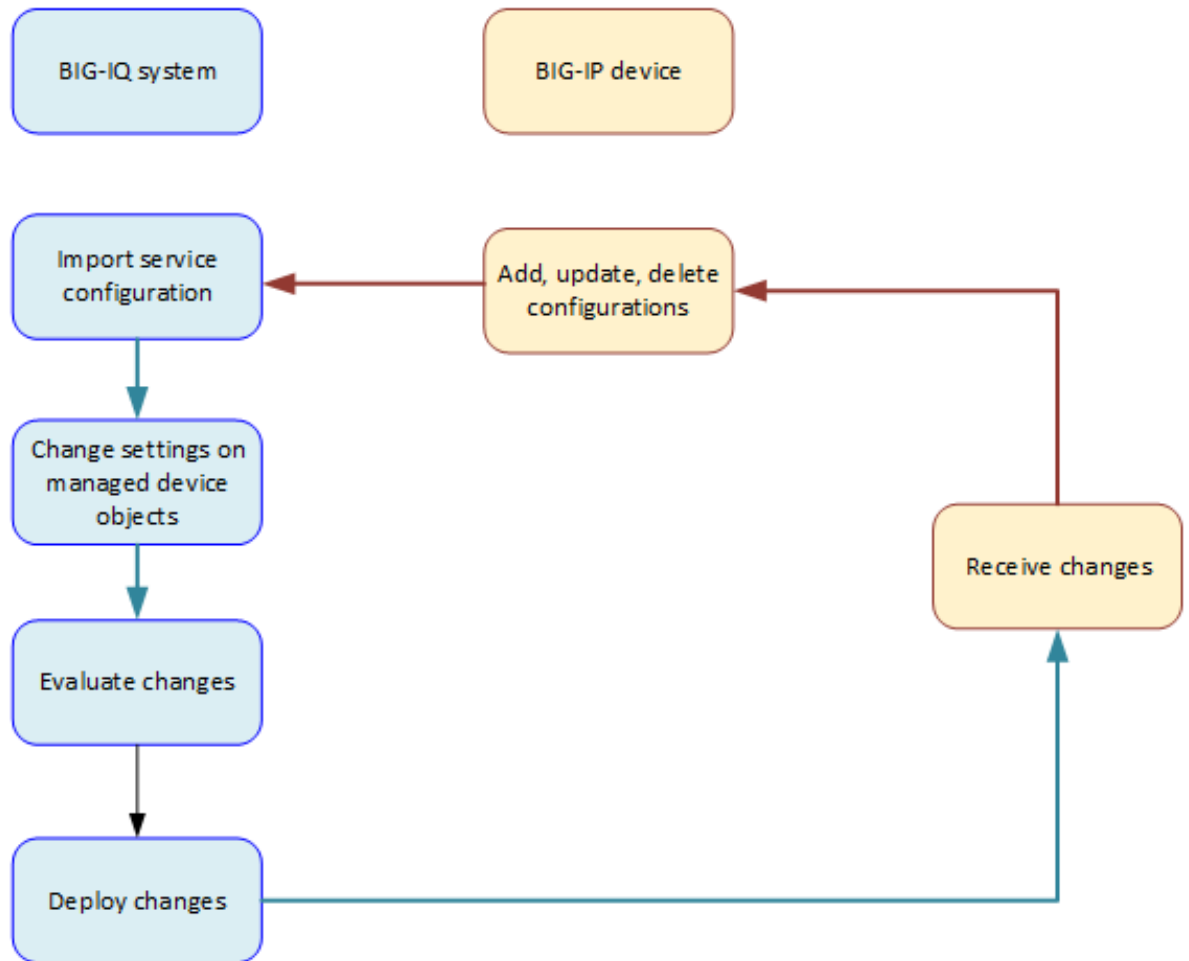 BIG-IQ system
BIG-IP device
Import service
configuration
Add, update, delete
configurations
Change settings on
managed device
objects
Receive changes
Evaluate changes
Deploy changes